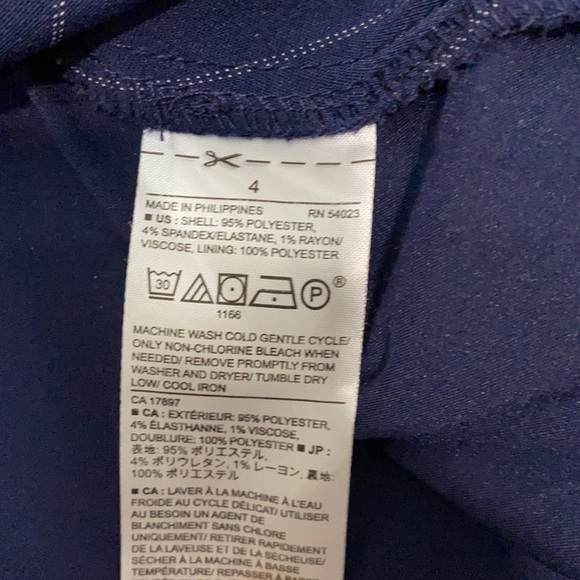 4
MADE IN PHILIPPINES RN 54023
■ US : SHELL: 95% POLYESTER,
4% SPANDEX/ELASTANE, 1% RAYON/
VISCOSE, LINING: 100% POLYESTER
30 P ®
1166
MACHINE WASH COLD GENTLE CYCLE/
ONLY NON-CHLORINE BLEACH WHEN
NEEDED/ REMOVE PROMPTLY FROM
WASHER AND DRYER/ TUMBLE DRY
LOW/ COOL IRON
CA 17897
■ CA : EXTÉRIEUR: 95% POLYESTER,
4% ÉLASTHANNE, 1% VISCOSE,
DOUBLURE: 100% POLYESTER ■ JP :
表地: 95% ポリエステル,
4% ポリウレタン, 1% レーヨン, 裏地:
100% ポリエステル
■ CA : LAVER À LA MACHINE À L'EAU
FROIDE AU CYCLE DÉLICAT/ UTILISER
AU BESOIN UN AGENT DE
BLANCHIMENT SANS CHLORE
UNIQUEMENT/ RETIRER RAPIDEMENT
DE LA LAVEUSE ET DE LA SÉCHEUSE/
SÉCHER À LA MACHINE À BASSE
TEMPÉRATURE/ REPASSER À BASSE